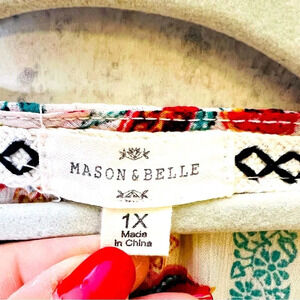 MASON & BELLE
1X
Made
in China